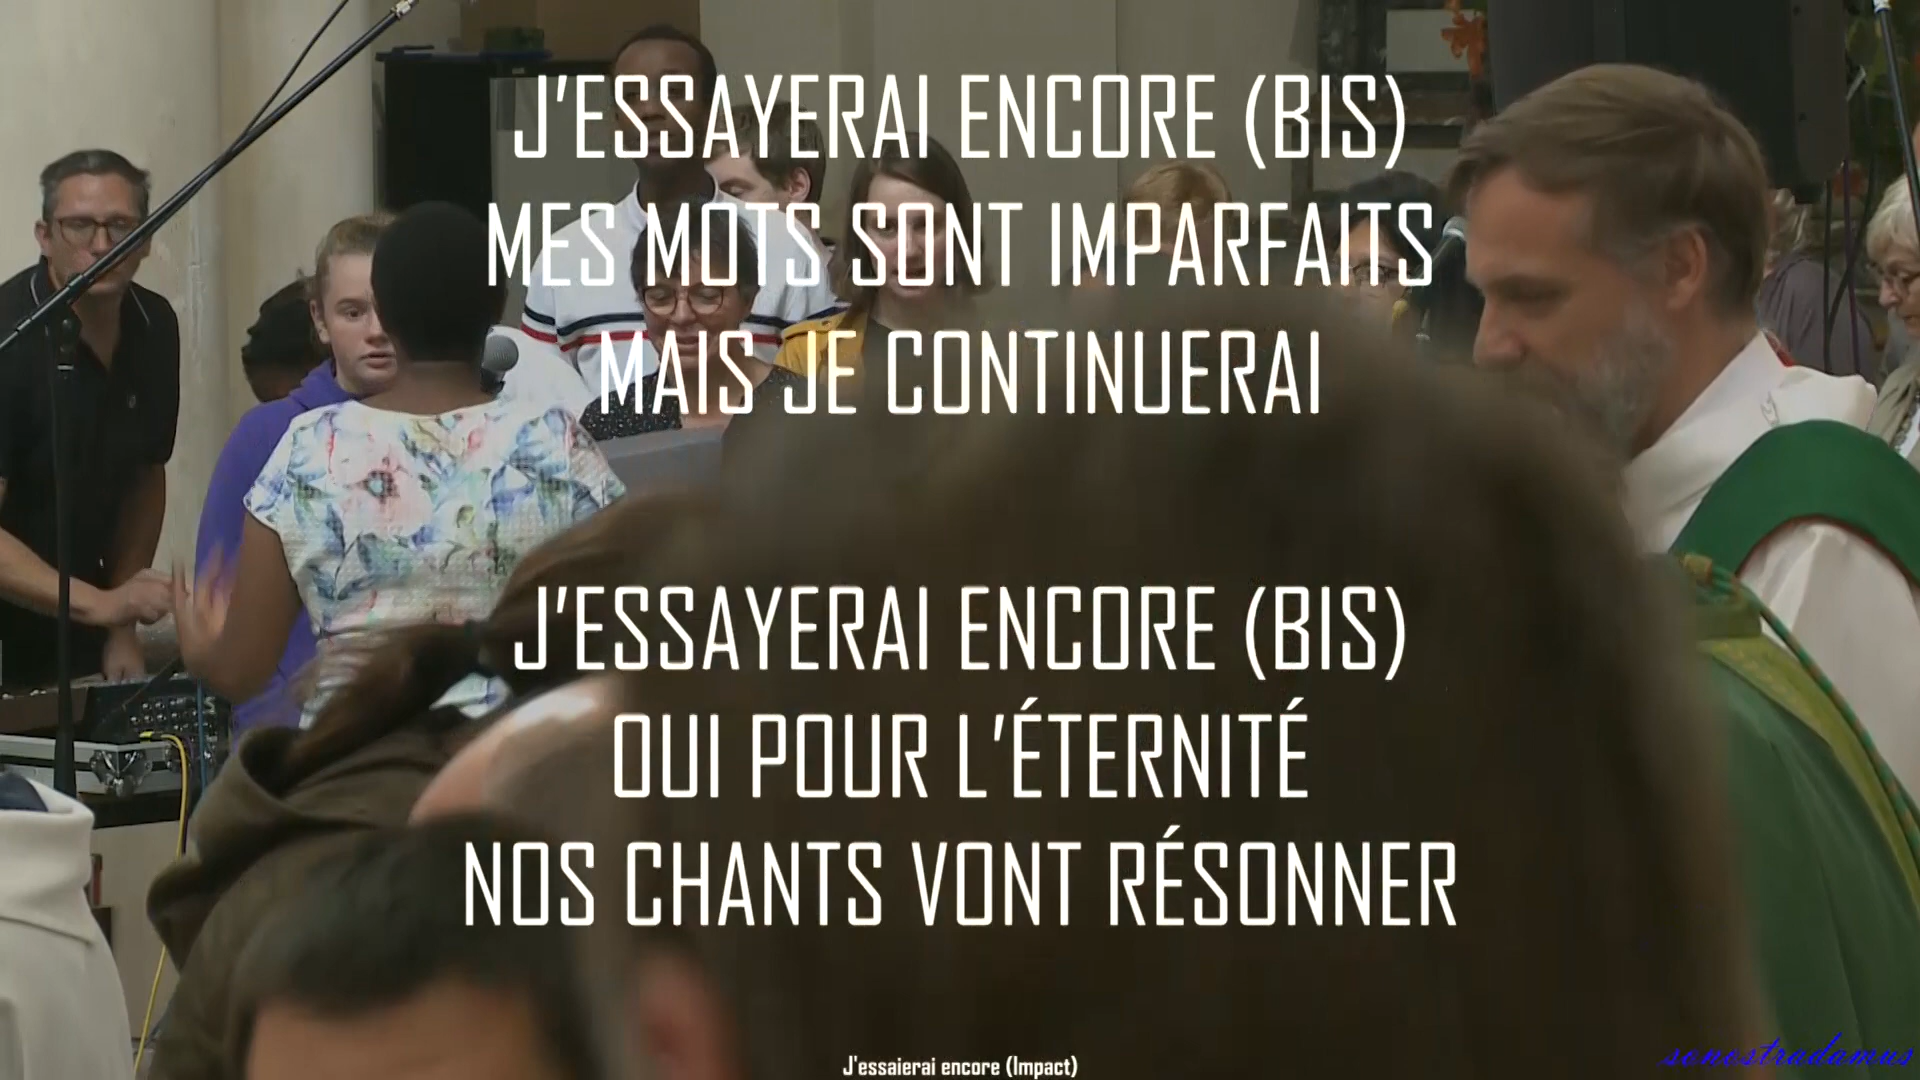 J'ESSAYERAI ENCORE (BIS)
MES MOTS SONT IMPARFAITS
MAIS JE CONTINUERAI
J'ESSAYERAI ENCORE (BIS)
OUI POUR L'ÉTERNITÉ
NOS CHANTS VONT RÉSONNER
J'essaierai encore (Impact)
sonostradamus